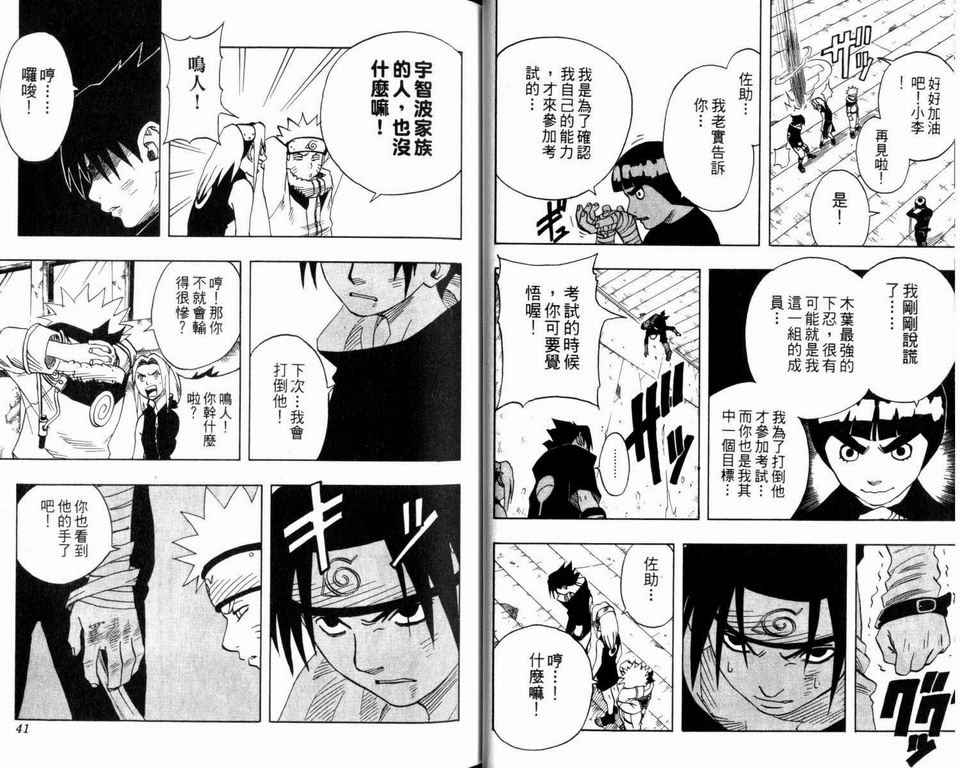 好好加油
吧！小李
再見啦！
是！
佐助…
我老實告訴
你…
我是為了確認
我自己的能力
，才來參加考
試的…
ギュ
我剛剛說謊
了……
木葉最強的
下忍，很有
可能就是我
這一組的成
員…
我為了打倒他
才參加考試…
而你也是我其
中一個目標…
考試的時候
，你可要覺
悟喔！
ザッ
……
ググッ
佐助…
哼…！
什麼嘛！
宇智波家族
的人，也沒
什麼嘛！
鳴人！
哼……
囉唆！
下次…我會
打倒他！
哼！那你
不就會輸
得很慘？
鳴人！
你幹什麼
啦？
你也看到
他的手了
吧！
41